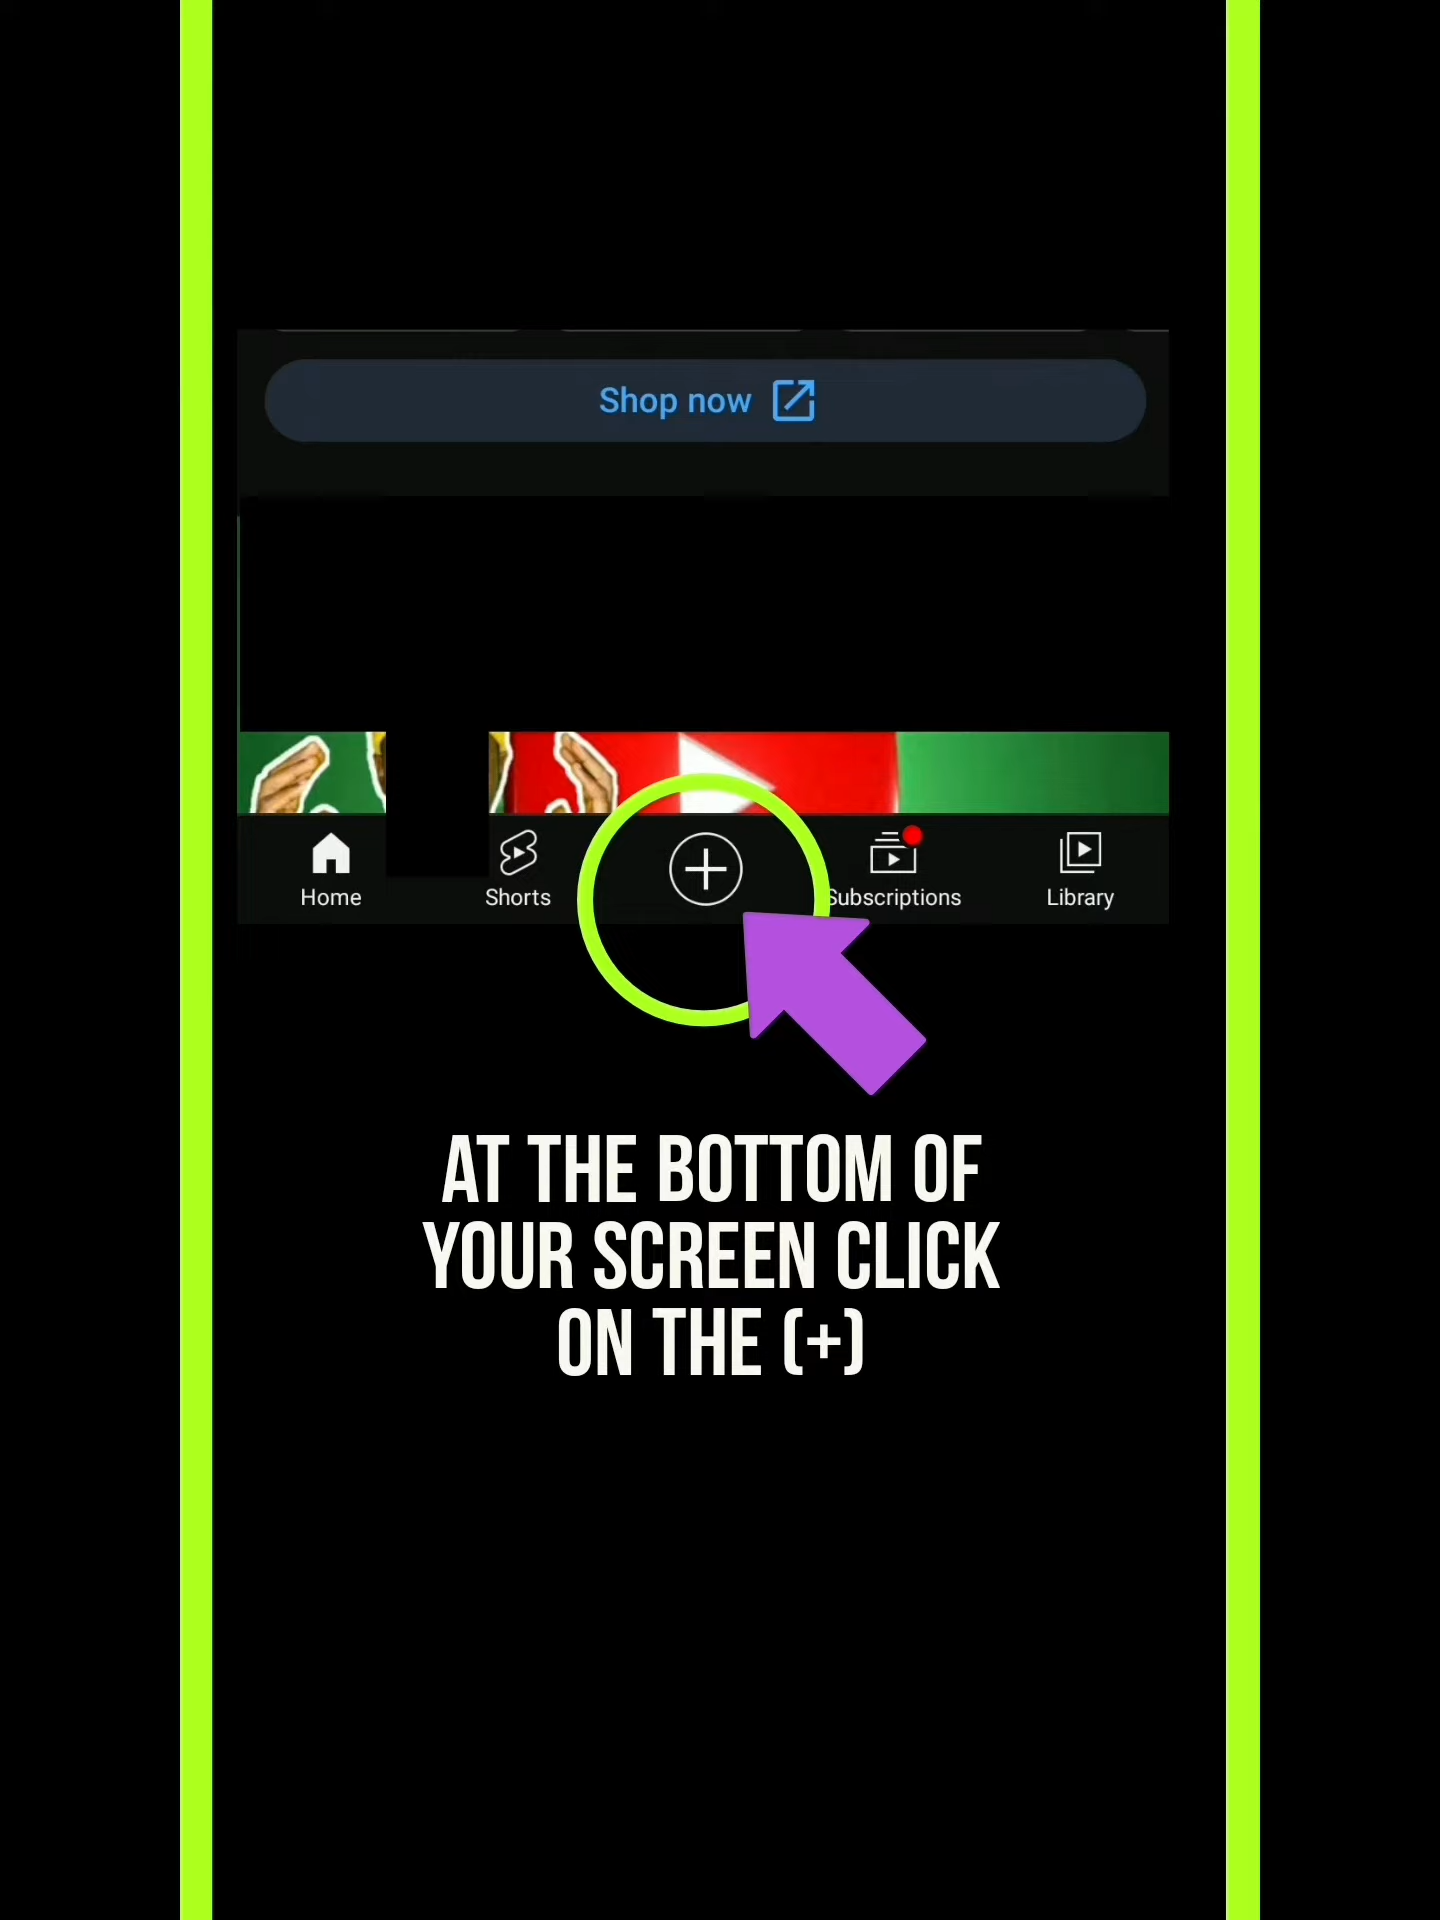 Shop now
Home
Shorts
Subscriptions
Library
AT THE BOTTOM OF
YOUR SCREEN CLICK
ON THE (+)